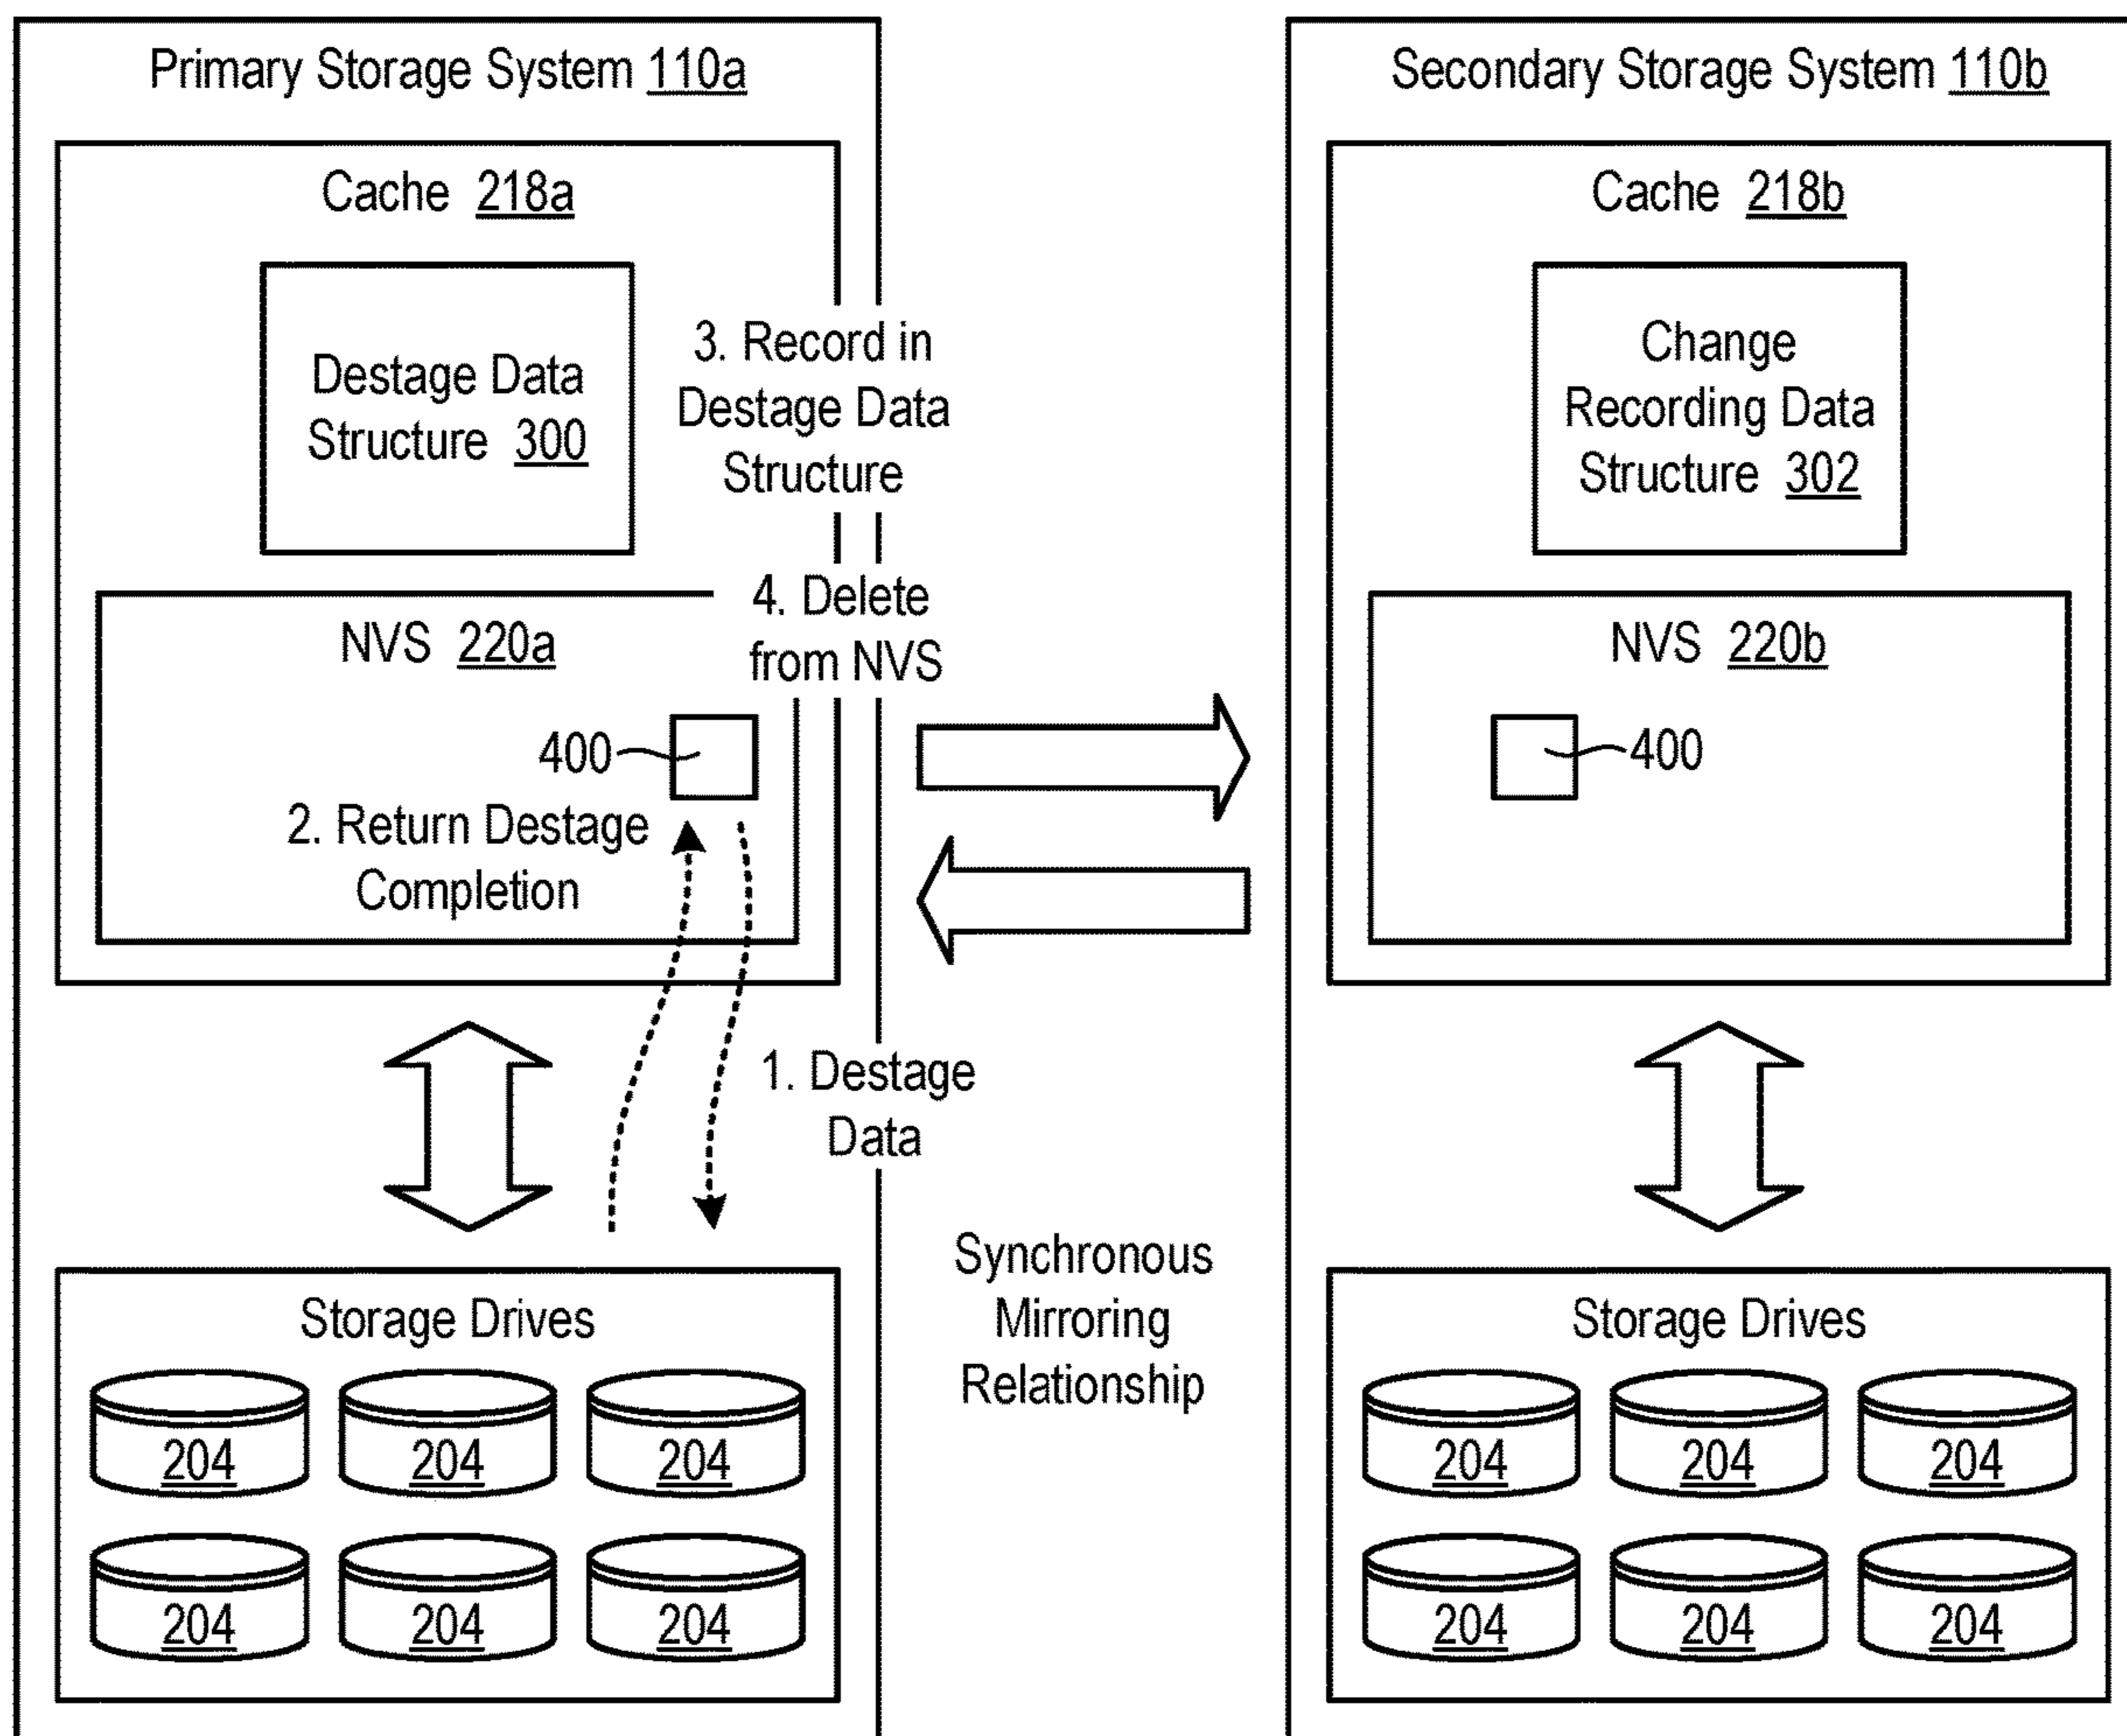 Primary Storage System 110a
Cache 218a
Destage Data
Structure 300
3. Record in
Destage Data
Structure
4. Delete
from NVS
NVS 220a
400
2. Return Destage
Completion
1. Destage
Data
Storage Drives
204 204 204
204 204 204
Synchronous
Mirroring
Relationship
Secondary Storage System 110b
Cache 218b
Change
Recording Data
Structure 302
NVS 220b
400
Storage Drives
204 204 204
204 204 204